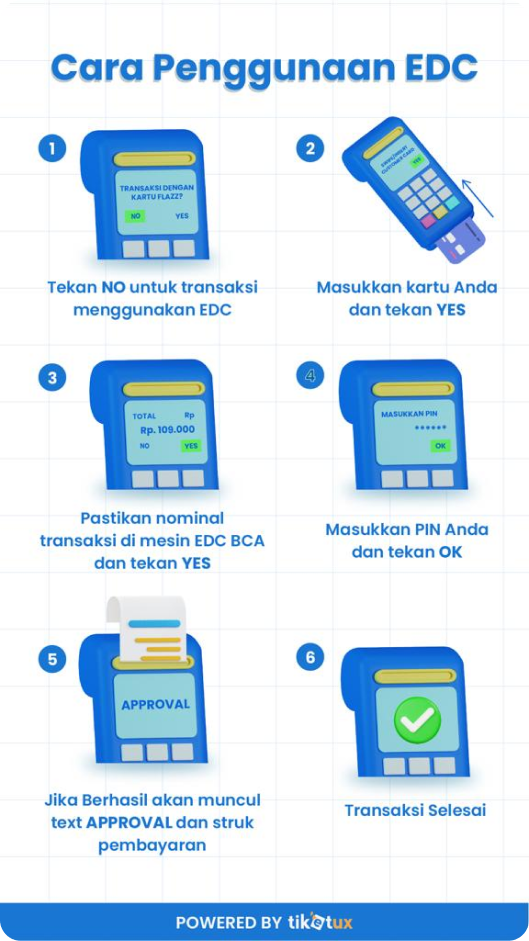 Cara Penggunaan EDC
1
TRANSAKSI DENGAN
KARTU FLAZZ?
NO YES
Tekan NO untuk transaksi
menggunakan EDC
2
SWIPE/INSERT
CUSTOMER CARD
YES
Masukkan kartu Anda
dan tekan YES
3
TOTAL Rp
Rp. 109.000
NO YES
Pastikan nominal
transaksi di mesin EDC BCA
dan tekan YES
4
MASUKKAN PIN
******
OK
Masukkan PIN Anda
dan tekan OK
5
APPROVAL
Jika Berhasil akan muncul
text APPROVAL dan struk
pembayaran
6
Transaksi Selesai
POWERED BY tiketux